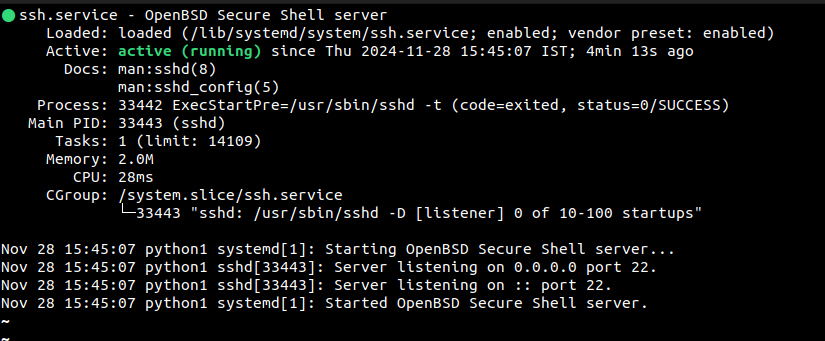 ● ssh.service - OpenBSD Secure Shell server
     Loaded: loaded (/lib/systemd/system/ssh.service; enabled; vendor preset: enabled)
     Active: active (running) since Thu 2024-11-28 15:45:07 IST; 4min 13s ago
       Docs: man:sshd(8)
             man:sshd_config(5)
    Process: 33442 ExecStartPre=/usr/sbin/sshd -t (code=exited, status=0/SUCCESS)
   Main PID: 33443 (sshd)
      Tasks: 1 (limit: 14109)
     Memory: 2.0M
        CPU: 28ms
     CGroup: /system.slice/ssh.service
             └─33443 "sshd: /usr/sbin/sshd -D [listener] 0 of 10-100 startups"

Nov 28 15:45:07 python1 systemd[1]: Starting OpenBSD Secure Shell server...
Nov 28 15:45:07 python1 sshd[33443]: Server listening on 0.0.0.0 port 22.
Nov 28 15:45:07 python1 sshd[33443]: Server listening on :: port 22.
Nov 28 15:45:07 python1 systemd[1]: Started OpenBSD Secure Shell server.
~
~